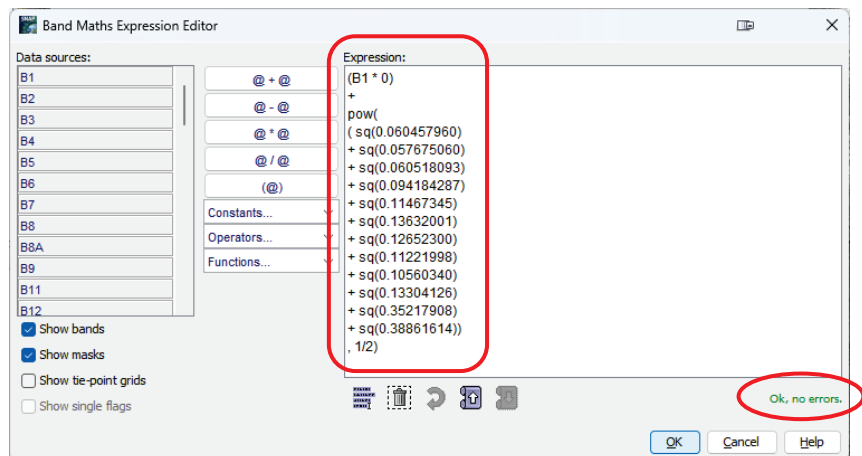 SNAP
Band Maths Expression Editor
Data sources:
B1
B2
B3
B4
B5
B6
B7
B8
B8A
B9
B11
B12
Show bands
Show masks
Show tie-point grids
Show single flags
@ + @
@ - @
@ * @
@ / @
(@)
Constants...
Operators...
Functions...
Expression:
(B1 * 0)
+
pow(
( sq(0.060457960)
+ sq(0.057675060)
+ sq(0.060518093)
+ sq(0.094184287)
+ sq(0.11467345)
+ sq(0.13632001)
+ sq(0.12652300)
+ sq(0.11221998)
+ sq(0.10560340)
+ sq(0.13304126)
+ sq(0.35217908)
+ sq(0.38861614))
, 1/2)
Ok, no errors.
OK
Cancel
Help